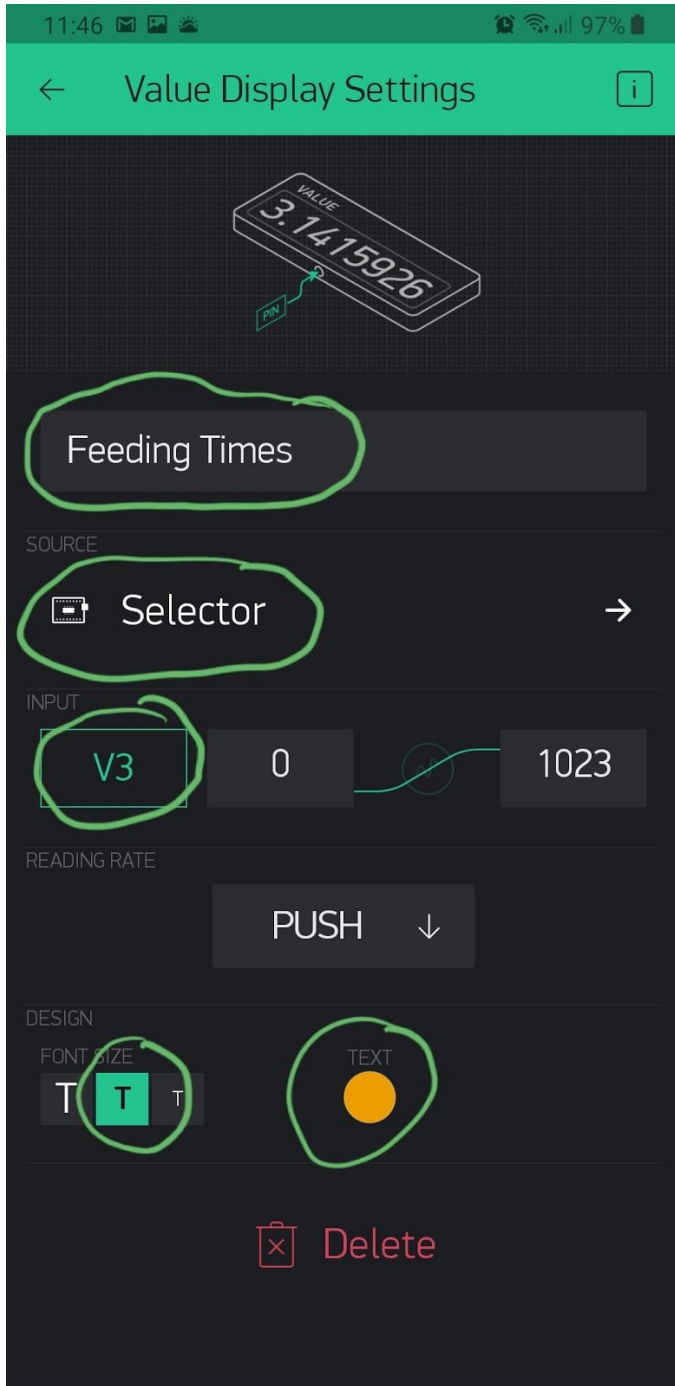 11:46 97%
Value Display Settings i
VALUE
3.1415926
PIN
Feeding Times
SOURCE
Selector
INPUT
V3 0 1023
READING RATE
PUSH
DESIGN
FONT SIZE TEXT
T T T
Delete